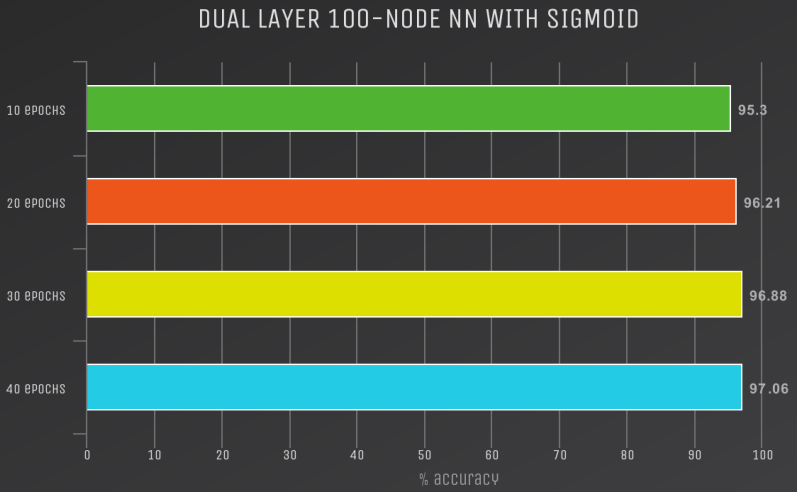 DUAL LAYER 100-NODE NN WITH SIGMOID
10 epochs
95.3
20 epochs
96.21
30 epochs
96.88
40 epochs
97.06
0 10 20 30 40 50 60 70 80 90 100
% accuracy